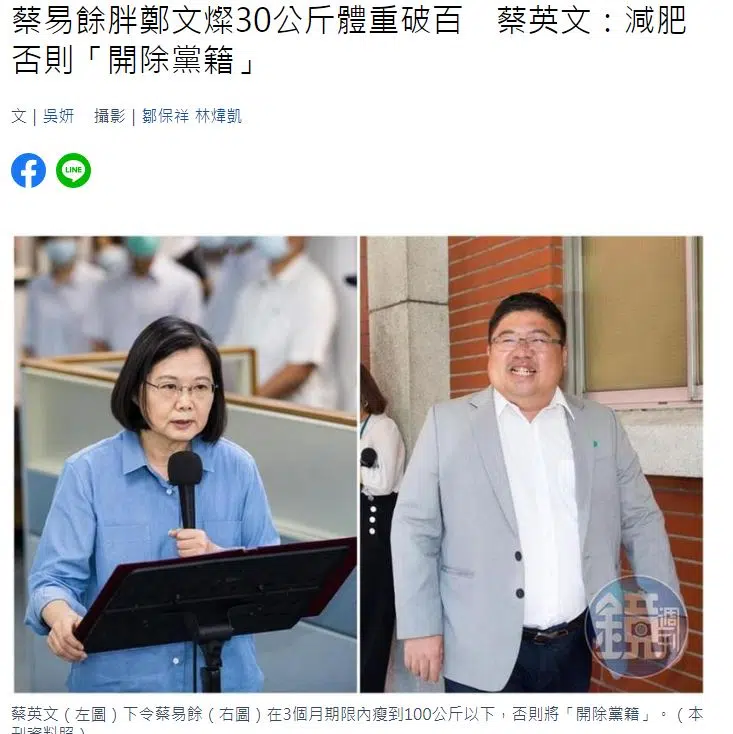 蔡易餘胖鄭文燦30公斤體重破百　蔡英文：減肥
否則「開除黨籍」
文｜吳妍　攝影｜鄒保祥 林煒凱
LINE
鏡週刊
蔡英文（左圖）下令蔡易餘（右圖）在3個月期限內瘦到100公斤以下，否則將「開除黨籍」。（本
刊資料照）